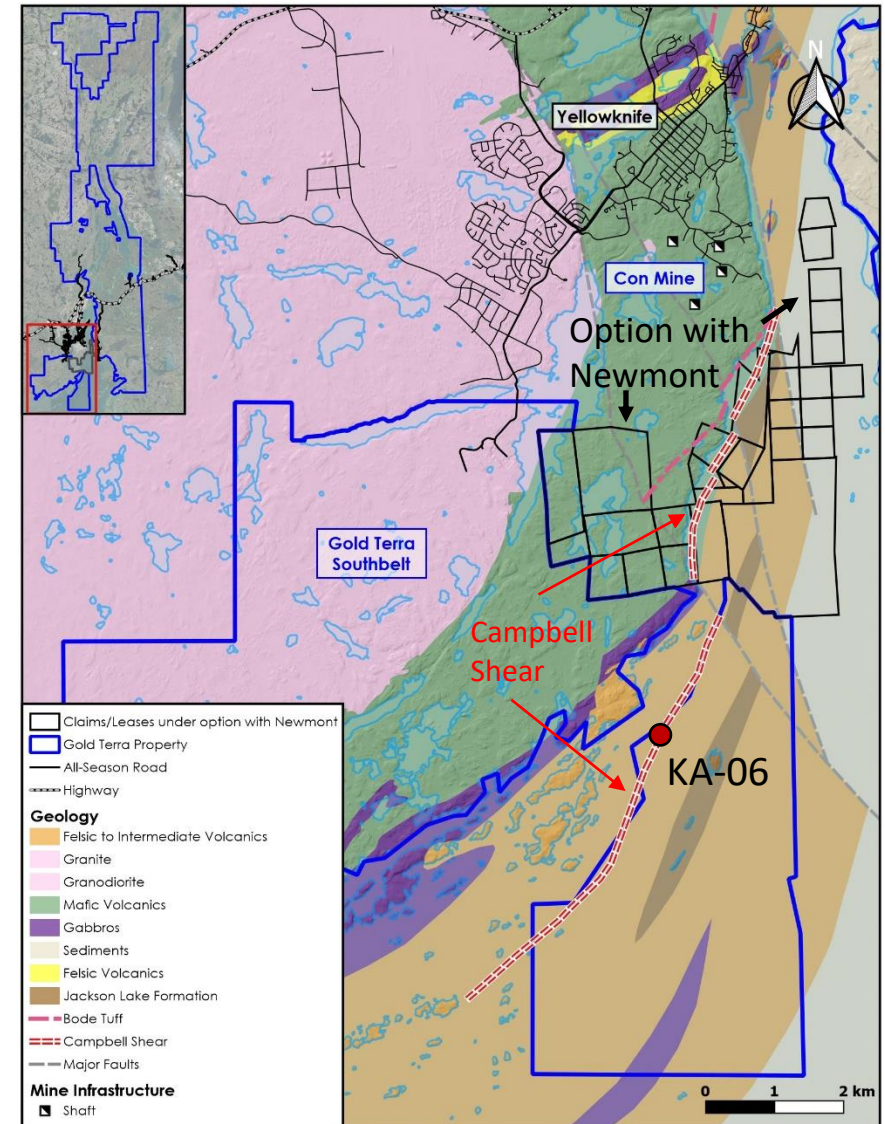 N
Yellowknife
Con Mine
Option with
Newmont
Gold Terra
Southbelt
Campbell
Shear
KA-06
Claims/Leases under option with Newmont
Gold Terra Property
All-Season Road
Highway
Geology
Felsic to Intermediate Volcanics
Granite
Granodiorite
Mafic Volcanics
Gabbros
Sediments
Felsic Volcanics
Jackson Lake Formation
Bode Tuff
Campbell Shear
Major Faults
Mine Infrastructure
Shaft
0 1 2 km